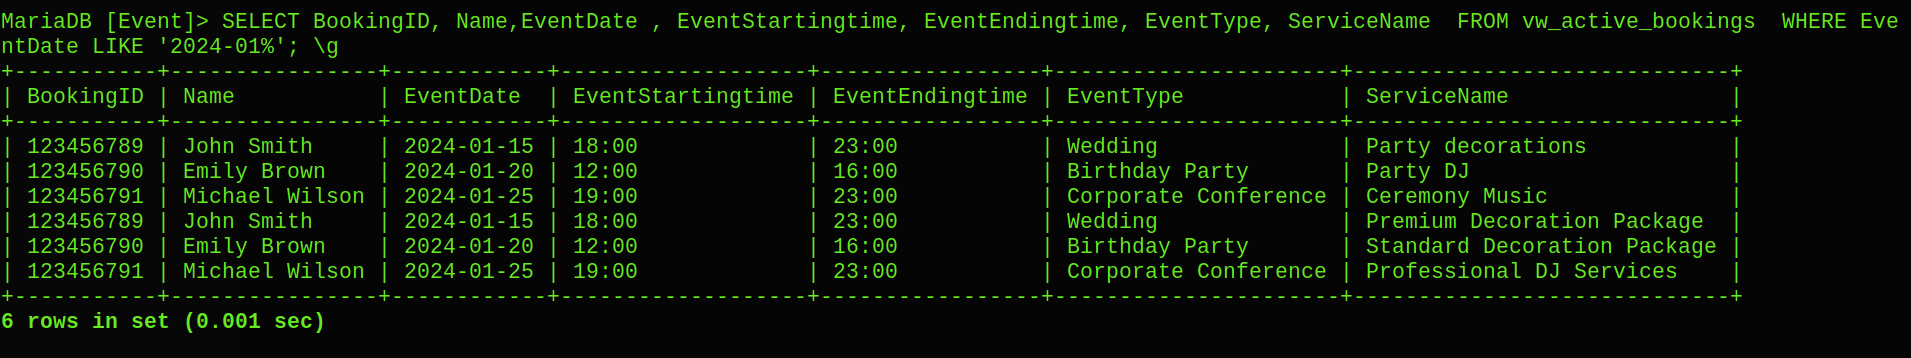 MariaDB [Event]> SELECT BookingID, Name,EventDate , EventStartingtime, EventEndingtime, EventType, ServiceName  FROM vw_active_bookings  WHERE Eve
ntDate LIKE '2024-01%'; \g
+-----------+----------------+------------+-------------------+-----------------+----------------------+-----------------------------+
| BookingID | Name           | EventDate  | EventStartingtime | EventEndingtime | EventType            | ServiceName                 |
+-----------+----------------+------------+-------------------+-----------------+----------------------+-----------------------------+
| 123456789 | John Smith     | 2024-01-15 | 18:00             | 23:00           | Wedding              | Party decorations           |
| 123456790 | Emily Brown    | 2024-01-20 | 12:00             | 16:00           | Birthday Party       | Party DJ                    |
| 123456791 | Michael Wilson | 2024-01-25 | 19:00             | 23:00           | Corporate Conference | Ceremony Music              |
| 123456789 | John Smith     | 2024-01-15 | 18:00             | 23:00           | Wedding              | Premium Decoration Package  |
| 123456790 | Emily Brown    | 2024-01-20 | 12:00             | 16:00           | Birthday Party       | Standard Decoration Package |
| 123456791 | Michael Wilson | 2024-01-25 | 19:00             | 23:00           | Corporate Conference | Professional DJ Services    |
+-----------+----------------+------------+-------------------+-----------------+----------------------+-----------------------------+
6 rows in set (0.001 sec)